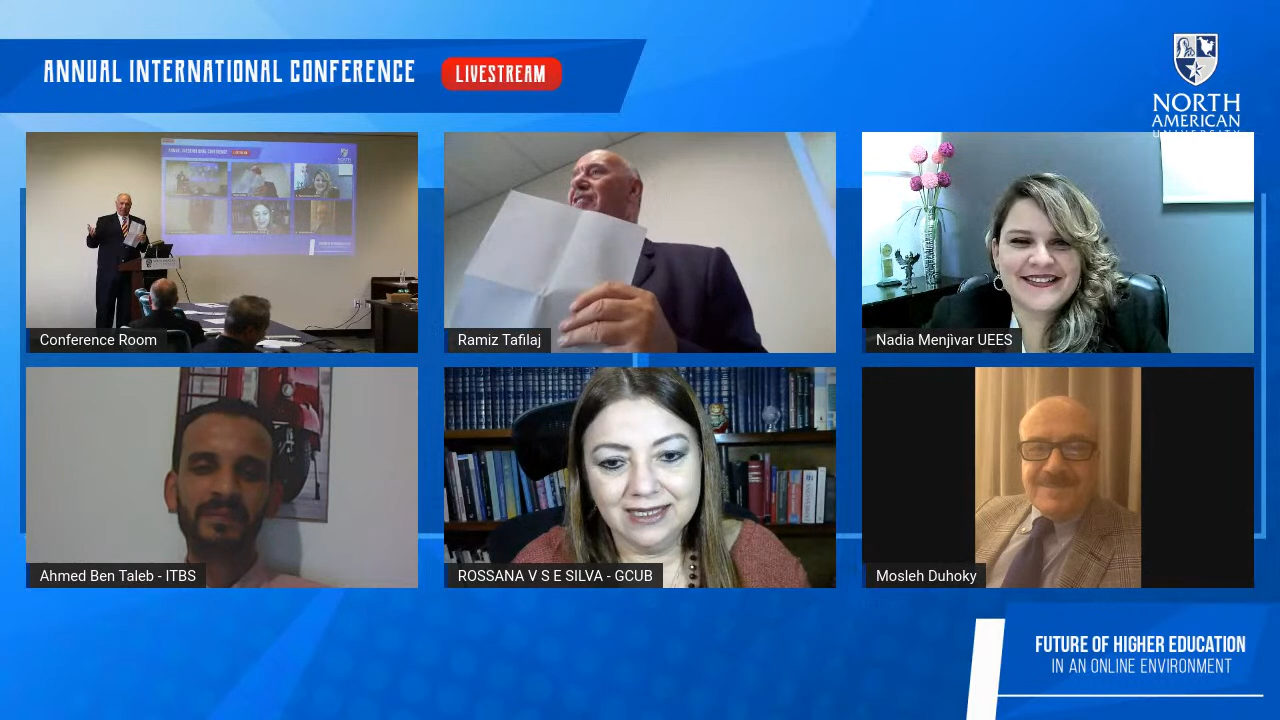 ANNUAL INTERNATIONAL CONFERENCE
LIVESTREAM
NORTH
AMERICAN
UNIVERSITY
Conference Room
Ramiz Tafilaj
Nadia Menjìvar UEES
Ahmed Ben Taleb - ITBS
ROSSANA V S E SILVA - GCUB
Mosleh Duhoky
FUTURE OF HIGHER EDUCATION
IN AN ONLINE ENVIRONMENT